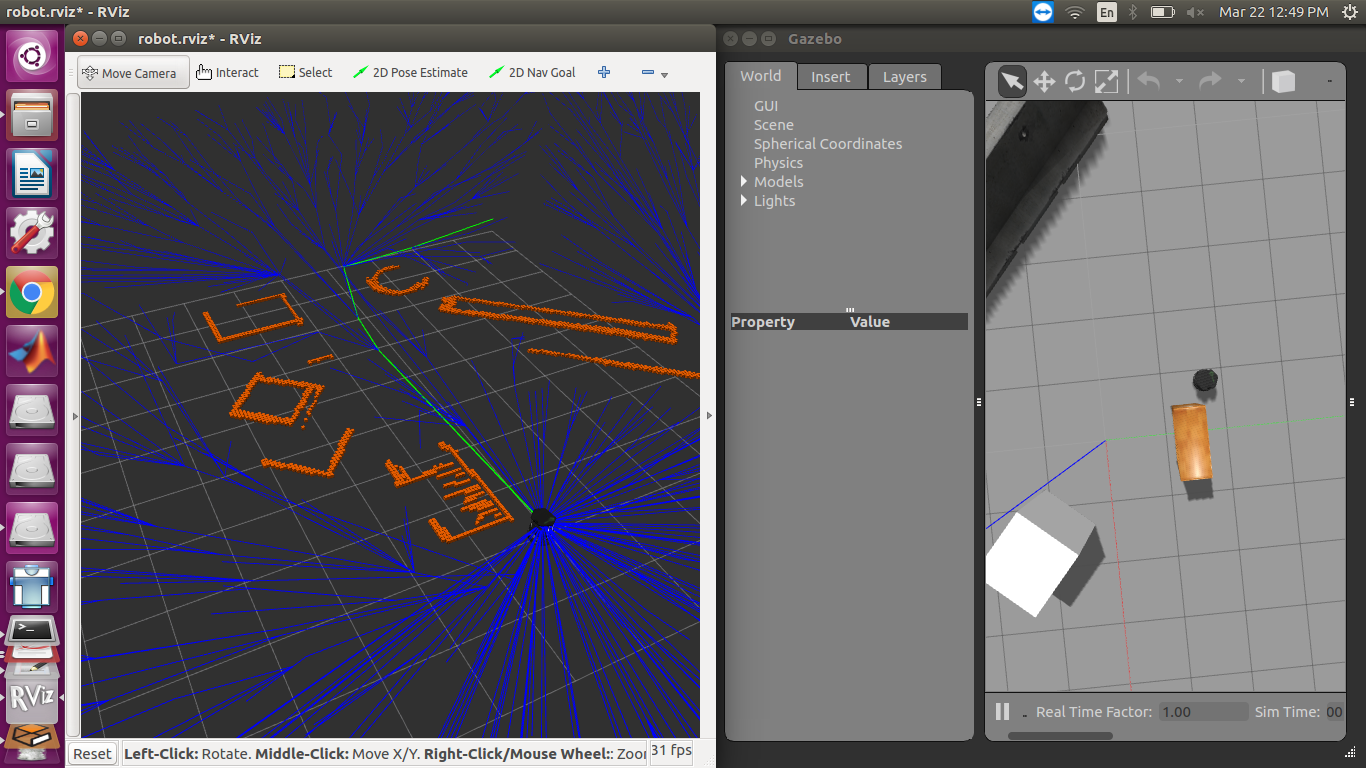 robot.rviz* - RViz
En
Mar 22 12:49 PM
robot.rviz* - RViz
Move Camera
Interact
Select
2D Pose Estimate
2D Nav Goal
RViz
Reset
Left-Click: Rotate. Middle-Click: Move X/Y. Right-Click/Mouse Wheel:: Zoo
31 fps
Gazebo
World
Insert
Layers
GUI
Scene
Spherical Coordinates
Physics
Models
Lights
Property Value
Real Time Factor: 1.00 Sim Time: 00